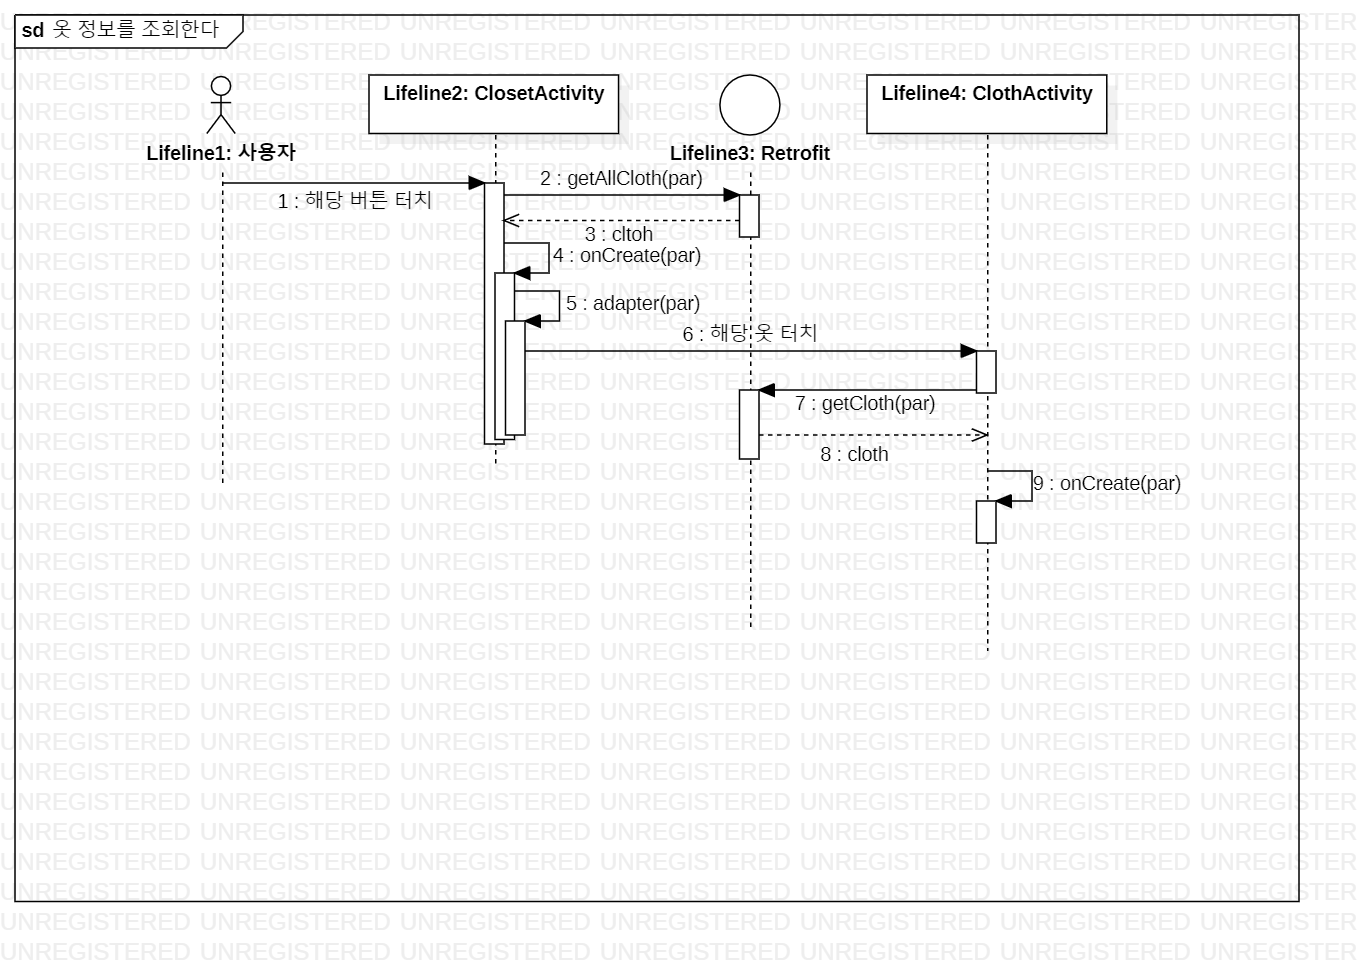 sd 옷 정보를 조회한다
Lifeline2: ClosetActivity
Lifeline4: ClothActivity
Lifeline1: 사용자
Lifeline3: Retrofit
1 : 해당 버튼 터치
2 : getAllCloth(par)
3 : cltoh
4 : onCreate(par)
5 : adapter(par)
6 : 해당 옷 터치
7 : getCloth(par)
8 : cloth
9 : onCreate(par)
UNREGISTERED